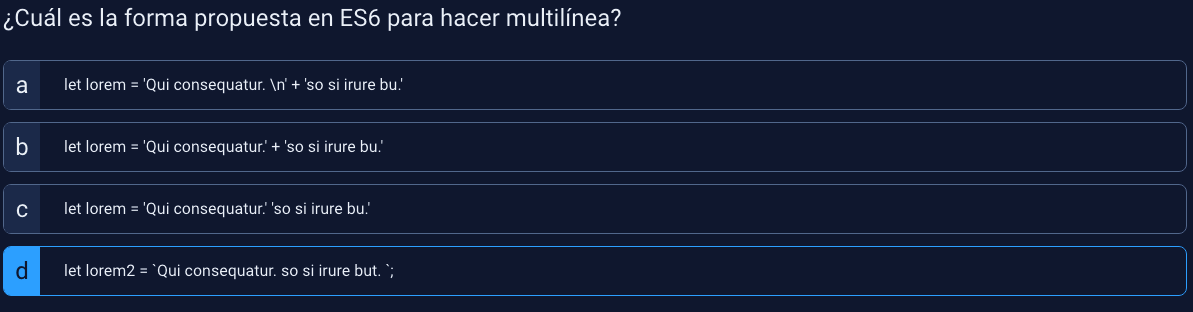 ¿Cuál es la forma propuesta en ES6 para hacer multilínea?
a
let lorem = 'Qui consequatur. \n' + 'so si irure bu.'
b
let lorem = 'Qui consequatur.' + 'so si irure bu.'
c
let lorem = 'Qui consequatur.' 'so si irure bu.'
d
let lorem2 = `Qui consequatur. so si irure but. `;